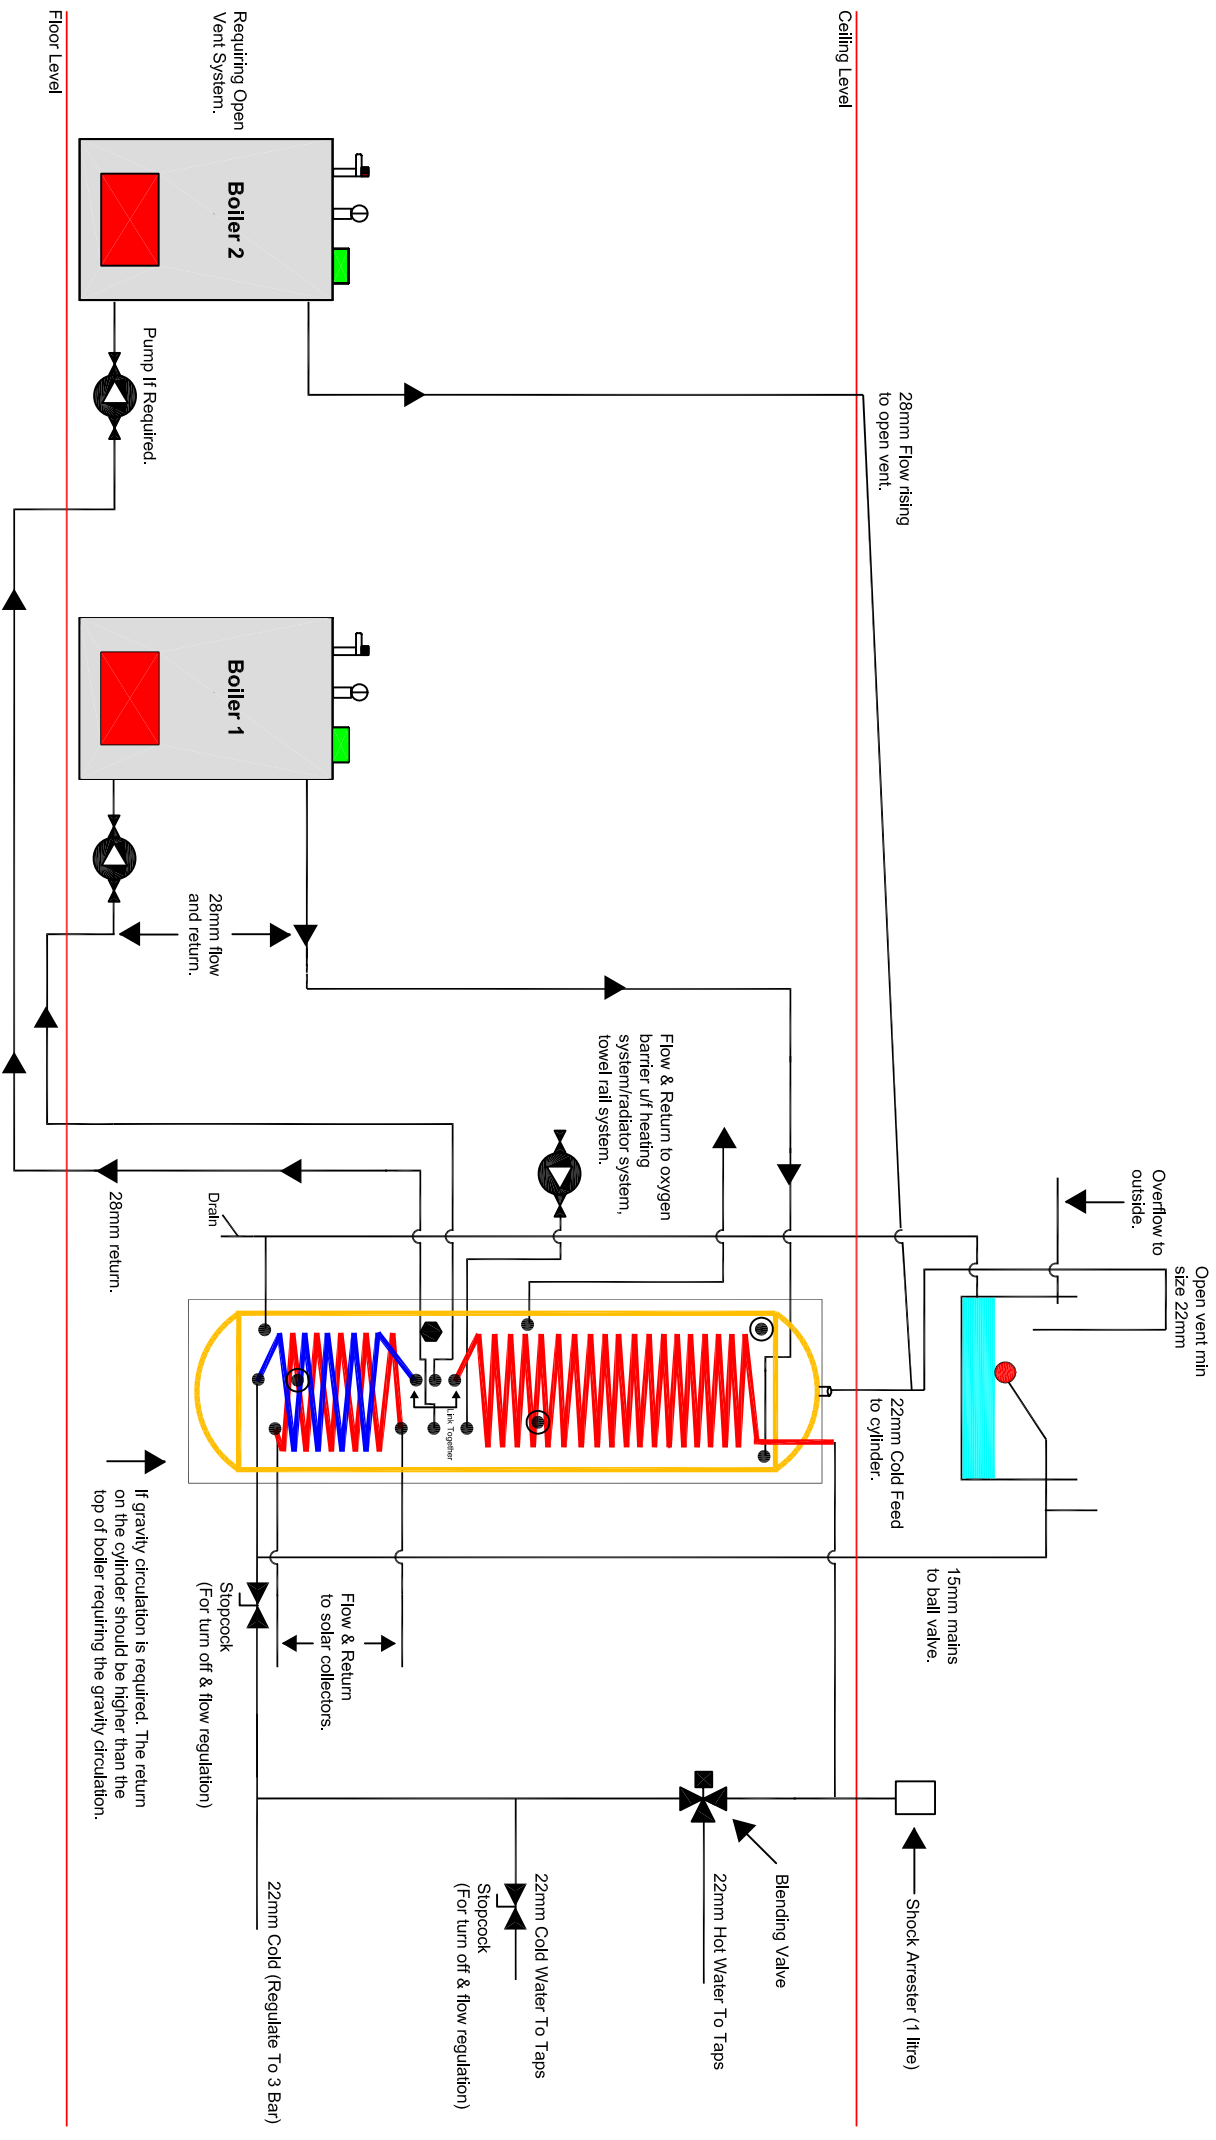 Open vent min
size 22mm
Overflow to
outside.
28mm Flow rising
to open vent.
22mm Cold Feed
to cylinder.
15mm mains
to ball valve.
Shock Arrester (1 litre)
Ceiling Level
Blending Valve
22mm Hot Water To Taps
Flow & Return to oxygen
barrier u/f heating
system/radiator system,
towel rail system.
22mm Cold Water To Taps
Stopcock
(For turn off & flow regulation)
Link Together
Requiring Open
Vent System.
Boiler 2
Boiler 1
Pump If Required.
28mm flow
and return.
Drain
28mm return.
Flow & Return
to solar collectors.
Stopcock
(For turn off & flow regulation)
22mm Cold (Regulate To 3 Bar)
If gravity circulation is required. The return
on the cylinder should be higher than the
top of boiler requiring the gravity circulation.
Floor Level